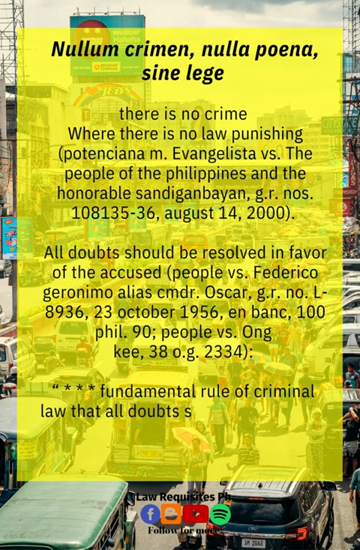 Nullum crimen, nulla poena,
sine lege
there is no crime
Where there is no law punishing
(potenciana m. Evangelista vs. The
people of the philippines and the
honorable sandiganbayan, g.r. nos.
108135-36, august 14, 2000).
All doubts should be resolved in favor
of the accused (people vs. Federico
geronimo alias cmdr. Oscar, g.r. no. L-
8936, 23 october 1956, en banc, 100
phil. 90; people vs. Ong
kee, 38 o.g. 2334):
“ * * * fundamental rule of criminal
law that all doubts s
Law Requisites Ph
Follow for more